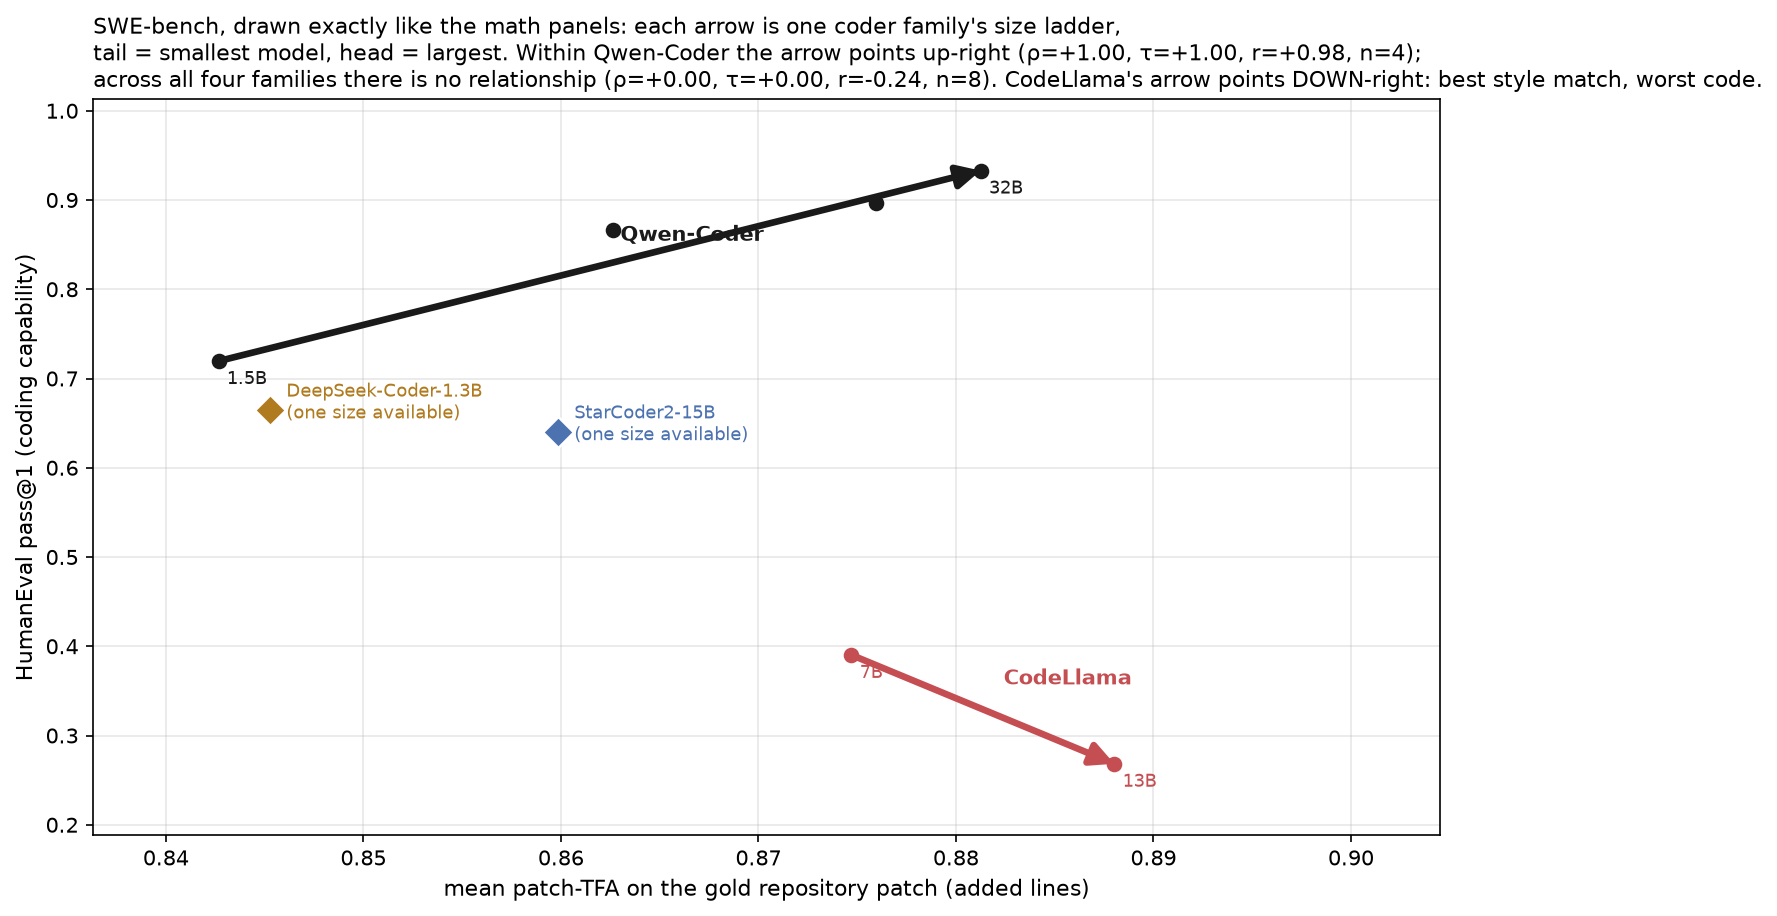 SWE-bench, drawn exactly like the math panels: each arrow is one coder family's size ladder,
tail = smallest model, head = largest. Within Qwen-Coder the arrow points up-right (ρ=+1.00, τ=+1.00, r=+0.98, n=4);
across all four families there is no relationship (ρ=+0.00, τ=+0.00, r=-0.24, n=8). CodeLlama's arrow points DOWN-right: best style match, worst code.
HumanEval pass@1 (coding capability)
1.0
0.9
0.8
0.7
0.6
0.5
0.4
0.3
0.2
32B
Qwen-Coder
1.5B
DeepSeek-Coder-1.3B
(one size available)
StarCoder2-15B
(one size available)
7B
CodeLlama
13B
0.84
0.85
0.86
0.87
0.88
0.89
0.90
mean patch-TFA on the gold repository patch (added lines)